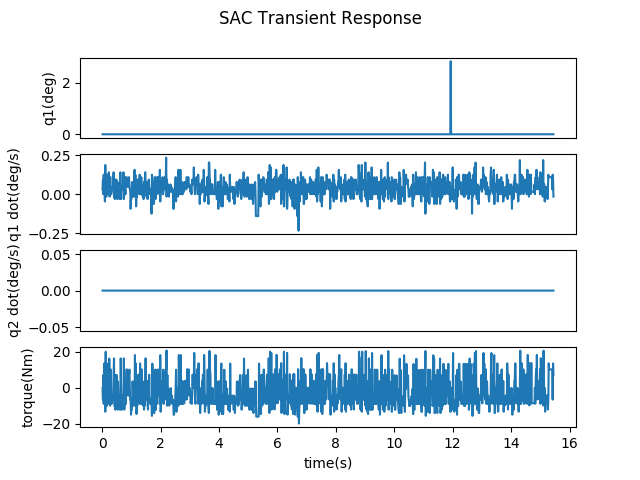 SAC Transient Response
q1(deg)
2
0
q1 dot(deg/s)
0.25
0.00
−0.25
q2 dot(deg/s)
0.05
0.00
−0.05
torque(Nm)
20
0
−20
0 2 4 6 8 10 12 14 16
time(s)